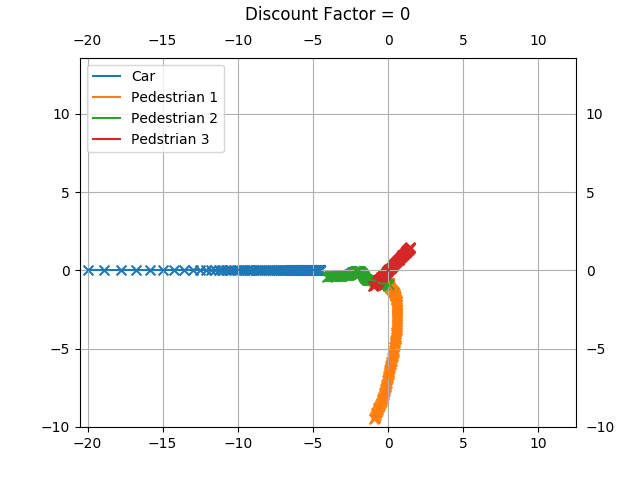 Discount Factor = 0
−20 −15 −10 −5 0 5 10
Car
Pedestrian 1
Pedestrian 2
Pedstrian 3
10 10
5 5
0 0
−5 −5
−10 −10
−20 −15 −10 −5 0 5 10